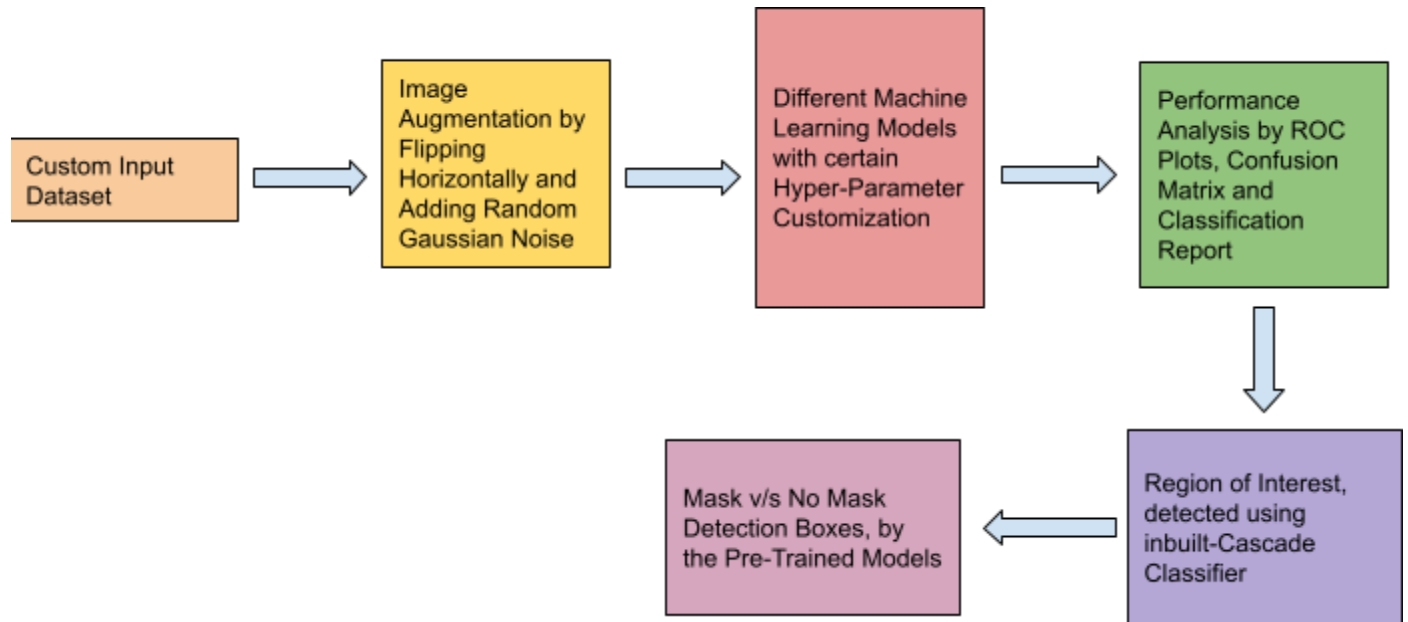 Custom Input
Dataset
Image
Augmentation by
Flipping
Horizontally and
Adding Random
Gaussian Noise
Different Machine
Learning Models
with certain
Hyper-Parameter
Customization
Performance
Analysis by ROC
Plots, Confusion
Matrix and
Classification
Report
Region of Interest,
detected using
inbuilt-Cascade
Classifier
Mask v/s No Mask
Detection Boxes, by
the Pre-Trained Models